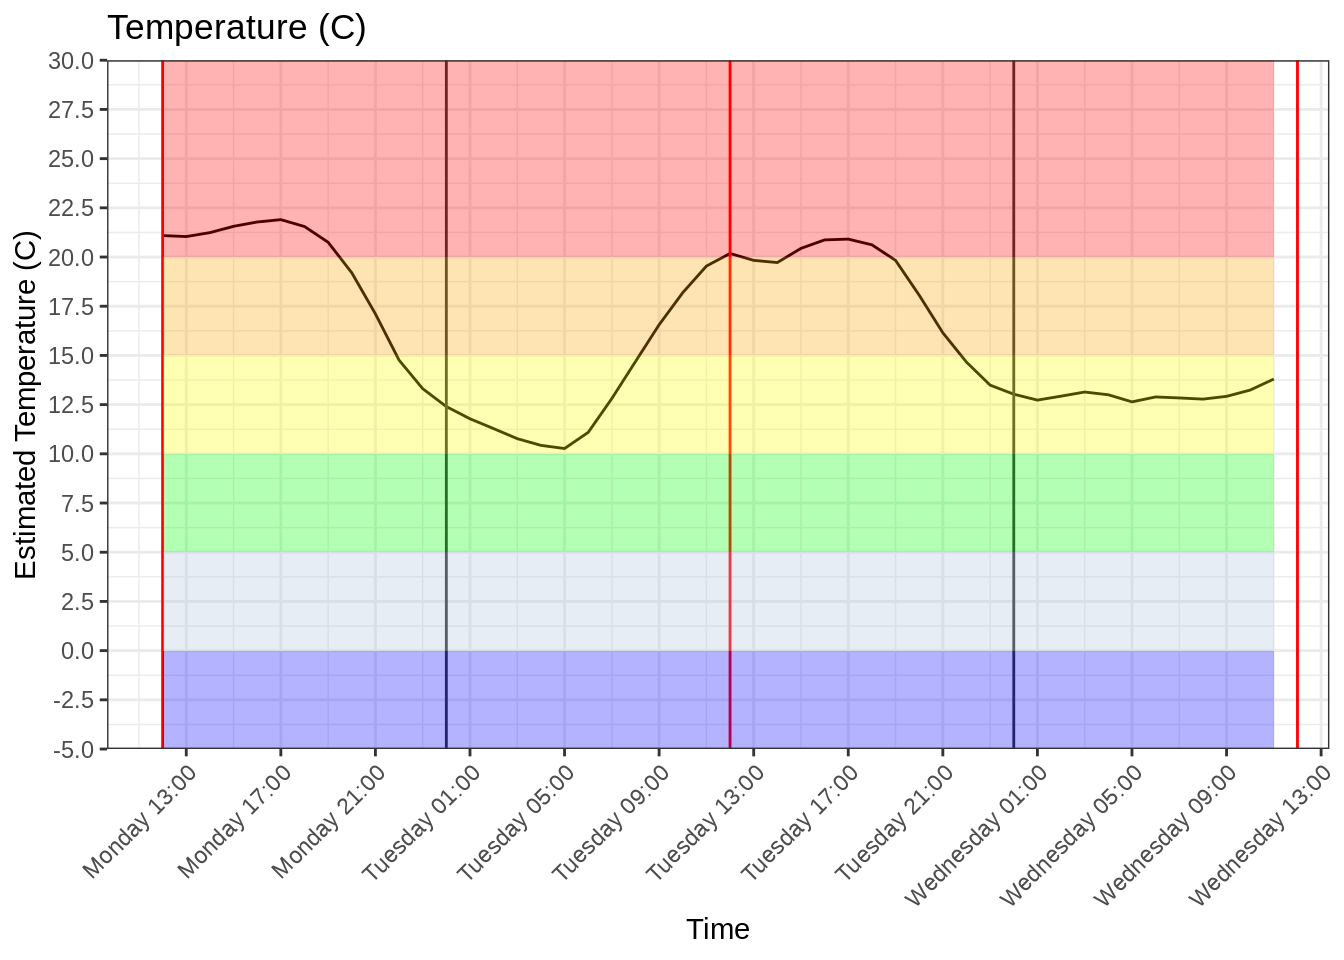 Temperature (C)
Estimated Temperature (C)
30.0
27.5
25.0
22.5
20.0
17.5
15.0
12.5
10.0
7.5
5.0
2.5
0.0
-2.5
-5.0
Monday 13:00
Monday 17:00
Monday 21:00
Tuesday 01:00
Tuesday 05:00
Tuesday 09:00
Tuesday 13:00
Tuesday 17:00
Tuesday 21:00
Wednesday 01:00
Wednesday 05:00
Wednesday 09:00
Wednesday 13:00
Time